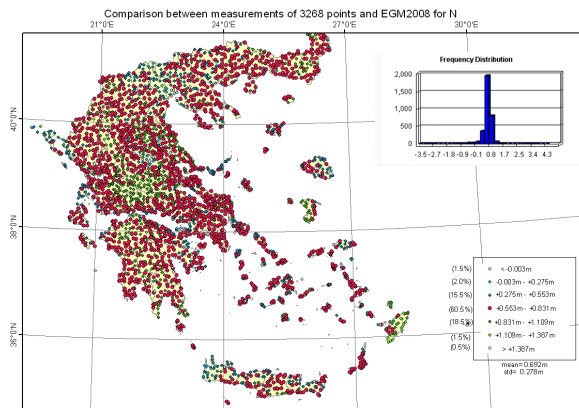 Comparison between measurements of 3268 points and EGM2008 for N
21°0'E 24°0'E 27°0'E 30°0'E
Frequency Distribution
2,000
1,500
1,000
500
0
-3.5 -2.7 -1.8 -0.9 -0.1 0.8 1.7 2.5 3.4 4.3
40°0'N
38°0'N
36°0'N
(1.5%) < -0.003m
(2.0%) -0.003m - +0.275m
(15.5%) +0.275m - +0.553m
(60.5%) +0.553m - +0.831m
(18.5%) +0.831m - +1.109m
(1.5%) +1.109m - +1.387m
(0.5%) > +1.387m
mean= 0.692m
std= 0.278m